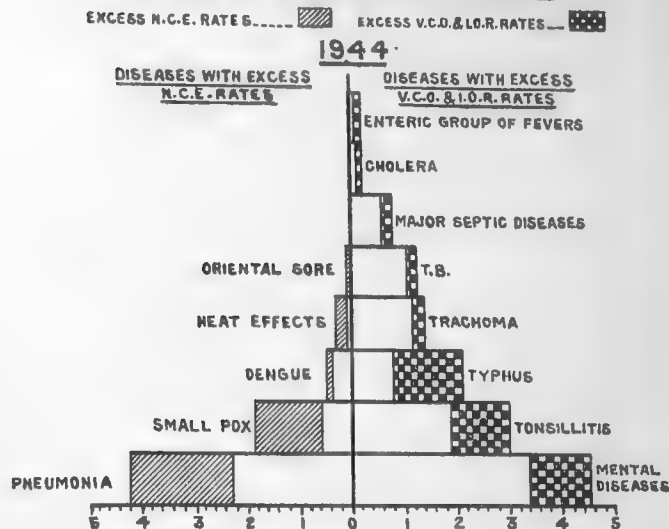 EXCESS N.C.E. RATES_____ EXCESS V.C.O.& I.O.R. RATES___
1944.
DISEASES WITH EXCESS
N.C.E. RATES
DISEASES WITH EXCESS
V.C.O. & I.O.R. RATES
ENTERIC GROUP OF FEVERS
CHOLERA
MAJOR SEPTIC DISEASES
ORIENTAL SORE T.B.
HEAT EFFECTS TRACHOMA
DENGUE TYPHUS
SMALL POX TONSILLITIS
PNEUMONIA MENTAL
DISEASES
5 4 3 2 1 0 1 2 3 4 5